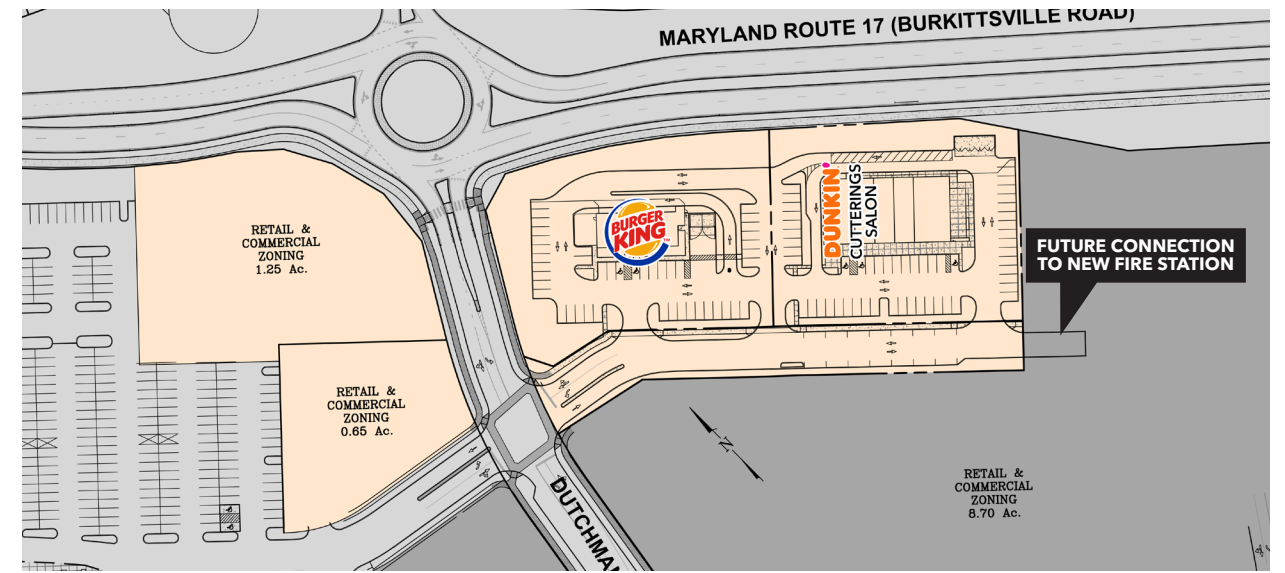 MARYLAND ROUTE 17 (BURKITTSVILLE ROAD)
RETAIL &
COMMERCIAL
ZONING
1.25 Ac.
BURGER
KING™
DUNKIN'
CUTTERINGS
SALON
FUTURE CONNECTION
TO NEW FIRE STATION
RETAIL &
COMMERCIAL
ZONING
0.65 Ac.
N
RETAIL &
COMMERCIAL
ZONING
8.70 Ac.
DUTCHMA